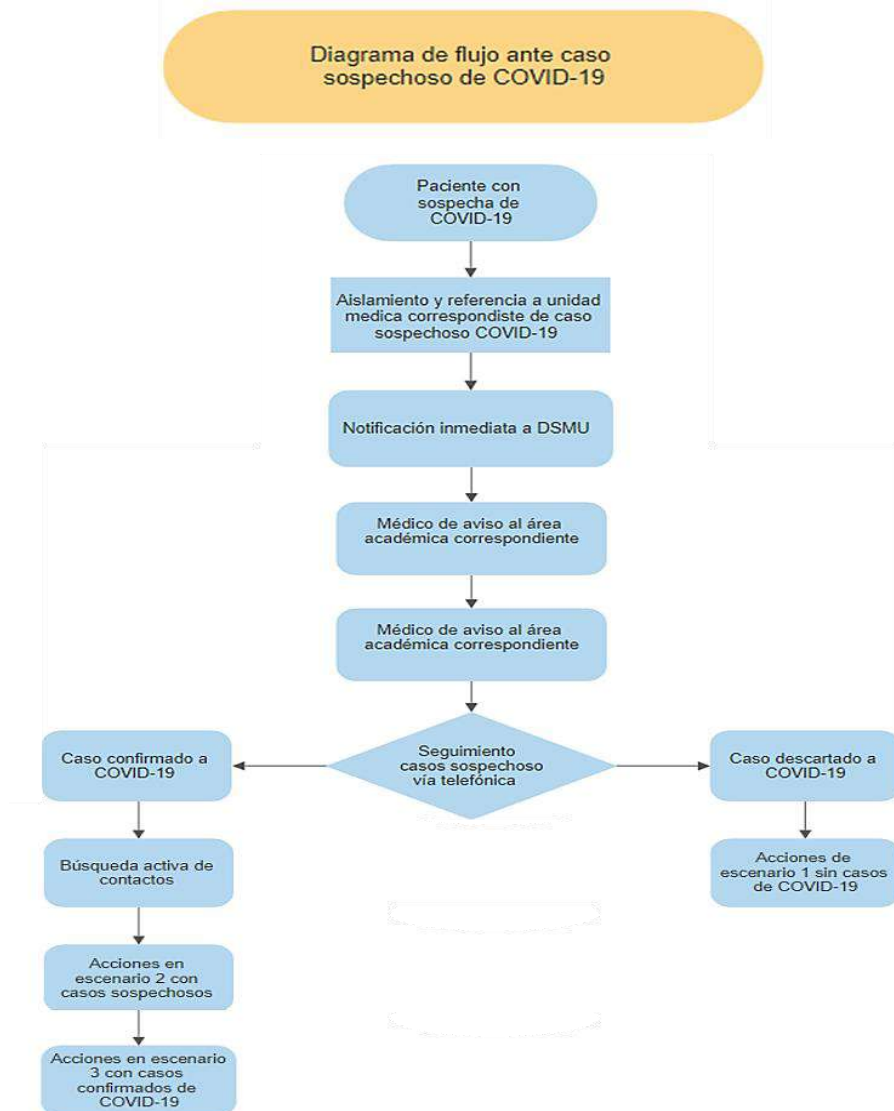 Diagrama de flujo ante caso
sospechoso de COVID-19
Paciente con
sospecha de
COVID-19
Aislamiento y referencia a unidad
medica correspondiste de caso
sospechoso COVID-19
Notificación inmediata a DSMU
Médico de aviso al área
académica correspondiente
Médico de aviso al área
académica correspondiente
Seguimiento
casos sospechoso
vía telefónica
Caso confirmado a
COVID-19
Caso descartado a
COVID-19
Búsqueda activa de
contactos
Acciones de
escenario 1 sin casos
de COVID-19
Acciones en
escenario 2 con
casos sospechosos
Acciones en escenario
3 con casos
confirmados de
COVID-19